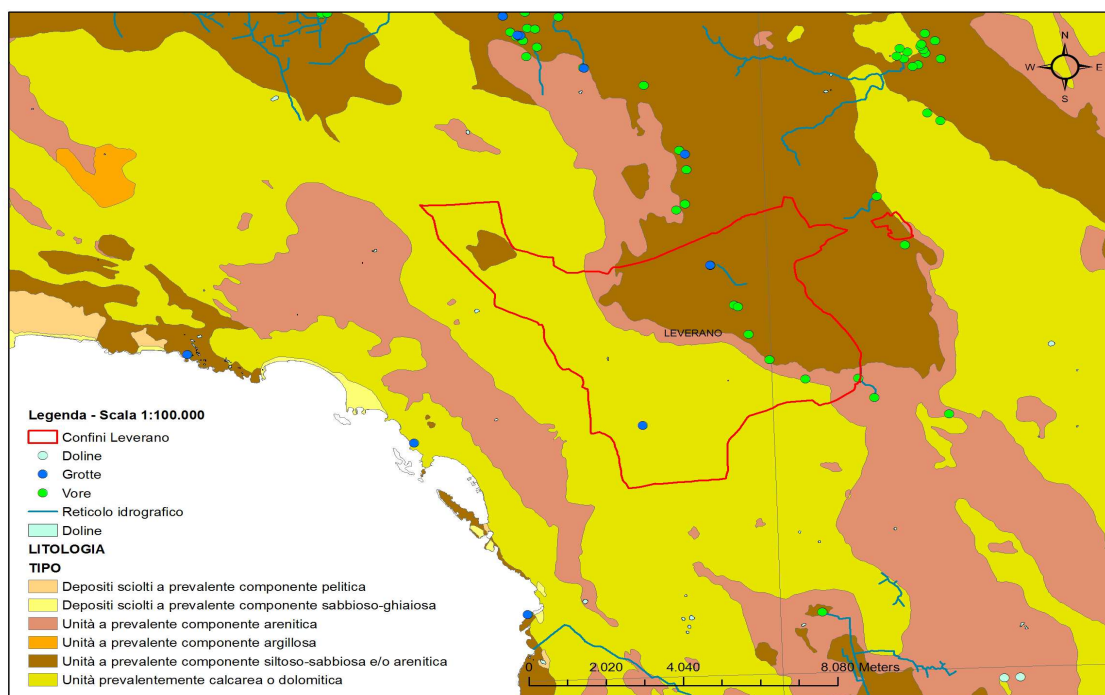 N
W E
S
LEVERANO
Legenda - Scala 1:100.000
Confini Leverano
Doline
Grotte
Vore
Reticolo idrografico
Doline
LITOLOGIA
TIPO
Depositi sciolti a prevalente componente pelitica
Depositi sciolti a prevalente componente sabbioso-ghiaiosa
Unità a prevalente componente arenitica
Unità a prevalente componente argillosa
Unità a prevalente componente siltoso-sabbiosa e/o arenitica
Unità prevalentemente calcarea o dolomitica
0 2.020 4.040 8.080 Meters